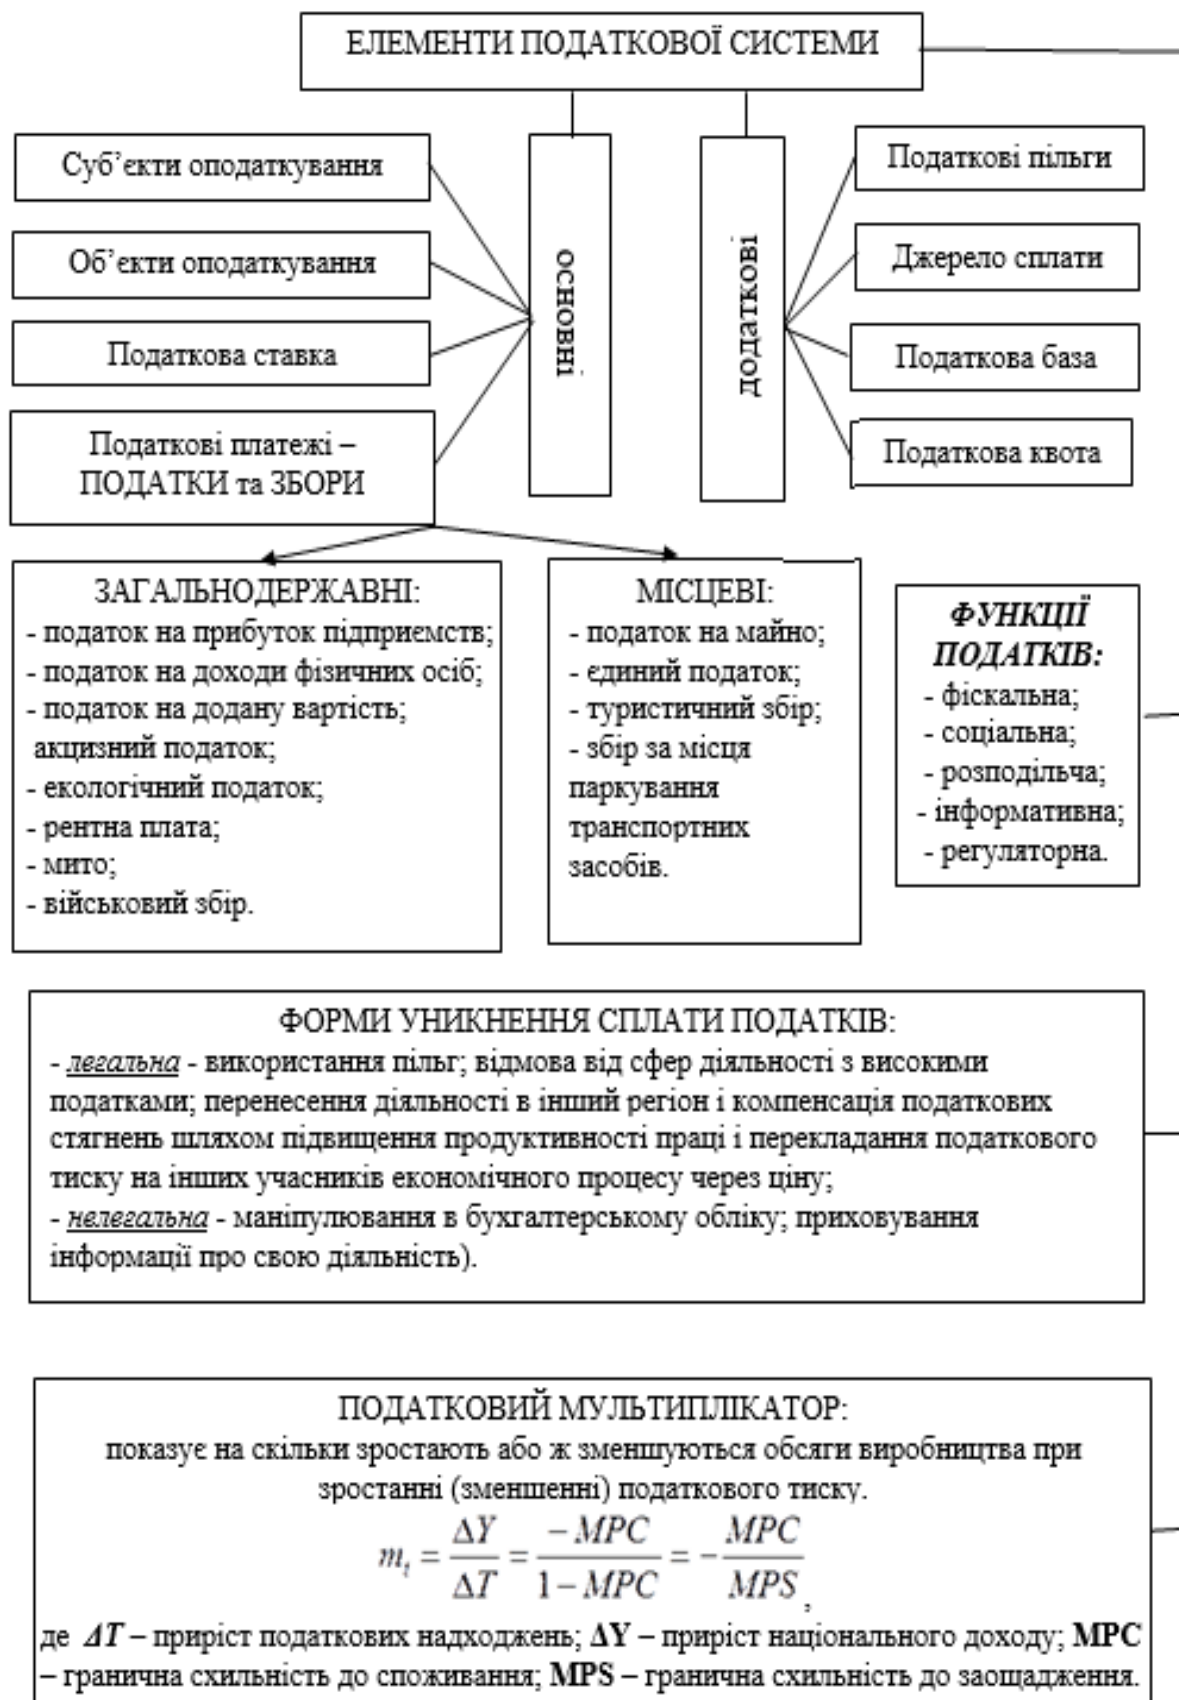 ЕЛЕМЕНТИ ПОДАТКОВОЇ СИСТЕМИ
Суб’єкти оподаткування
Об’єкти оподаткування
Податкова ставка
Податкові платежі –
ПОДАТКИ та ЗБОРИ
основні
додаткові
Податкові пільги
Джерело сплати
Податкова база
Податкова квота
ЗАГАЛЬНОДЕРЖАВНІ:
- податок на прибуток підприємств;
- податок на доходи фізичних осіб;
- податок на додану вартість;
акцизний податок;
- екологічний податок;
- рентна плата;
- мито;
- військовий збір.
МІСЦЕВІ:
- податок на майно;
- єдиний податок;
- туристичний збір;
- збір за місця
паркування
транспортних
засобів.
ФУНКЦІЇ
ПОДАТКІВ:
- фіскальна;
- соціальна;
- розподільча;
- інформативна;
- регуляторна.
ФОРМИ УНИКНЕННЯ СПЛАТИ ПОДАТКІВ:
- легальна - використання пільг; відмова від сфер діяльності з високими
податками; перенесення діяльності в інший регіон і компенсація податкових
стягнень шляхом підвищення продуктивності праці і перекладання податкового
тиску на інших учасників економічного процесу через ціну;
- нелегальна - маніпулювання в бухгалтерському обліку; приховування
інформації про свою діяльність).
ПОДАТКОВИЙ МУЛЬТИПЛІКАТОР:
показує на скільки зростають або ж зменшуються обсяги виробництва при
зростанні (зменшенні) податкового тиску.
m_t = ΔY/ΔT = −MPC/(1−MPC) = −MPC/MPS,
де ΔT – приріст податкових надходжень; ΔY – приріст національного доходу; MPC
– гранична схильність до споживання; MPS – гранична схильність до заощадження.